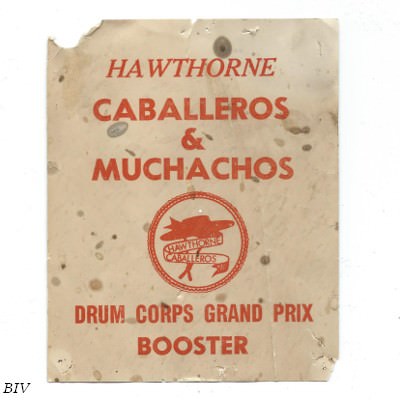 HAWTHORNE
CABALLEROS
&
MUCHACHOS
HAWTHORNE
CABALLEROS
DRUM CORPS GRAND PRIX
BOOSTER
BIV